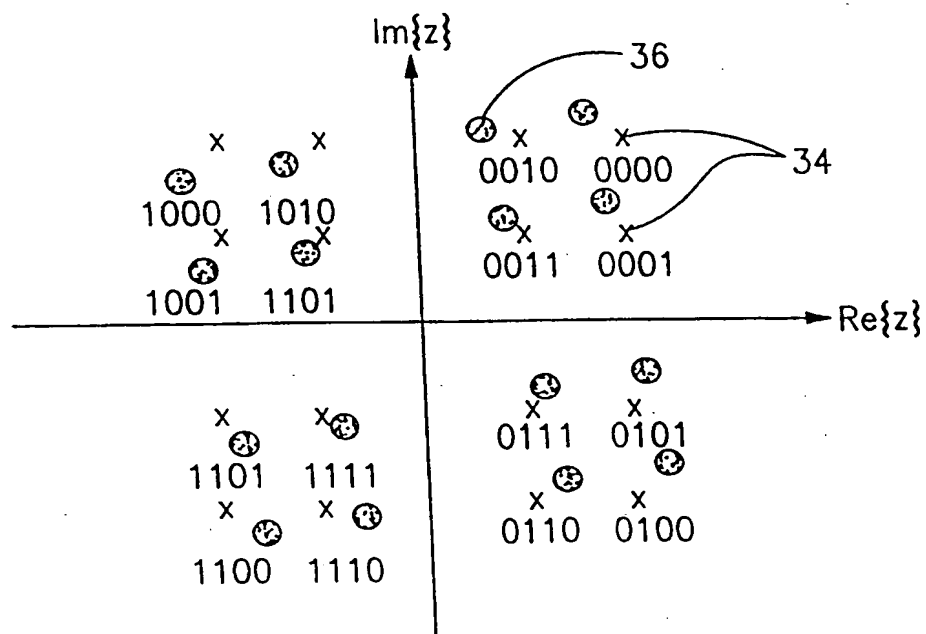 Im{z}
36
x x x x
0010 0000
34
1000 1010
x x x x
0011 0001
1001 1101
Re{z}
x x x x
0111 0101
1101 1111
x x x x
0110 0100
1100 1110